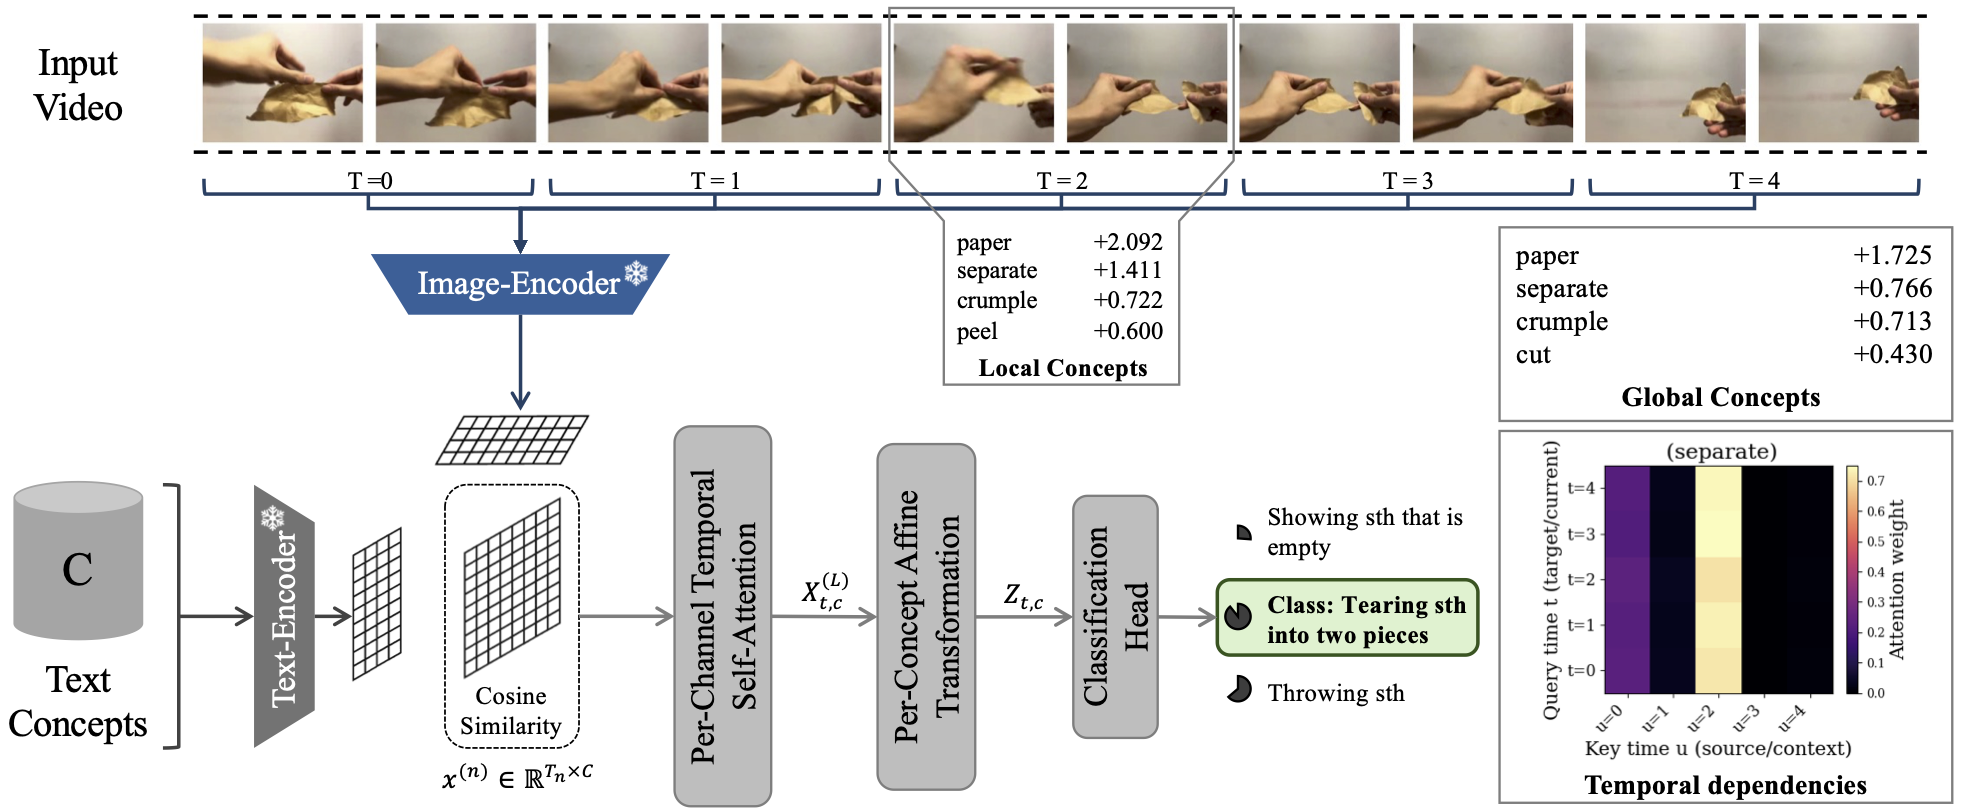 Input
Video
T =0
T = 1
T = 2
T = 3
T = 4
Image-Encoder
paper +2.092
separate +1.411
crumple +0.722
peel +0.600
Local Concepts
paper +1.725
separate +0.766
crumple +0.713
cut +0.430
Global Concepts
C
Text
Concepts
Text-Encoder
Cosine
Similarity
x^{(n)} ∈ ℝ^{T_n×C}
Per-Channel Temporal
Self-Attention
X_{t,c}^{(L)}
Per-Concept Affine
Transformation
Z_{t,c}
Classification
Head
Showing sth that is
empty
Class: Tearing sth
into two pieces
Throwing sth
(separate)
Query time t (target/current)
t=4
t=3
t=2
t=1
t=0
u=0
u=1
u=2
u=3
u=4
Key time u (source/context)
0.7
0.6
0.5
0.4
0.3
0.2
0.1
0.0
Attention weight
Temporal dependencies